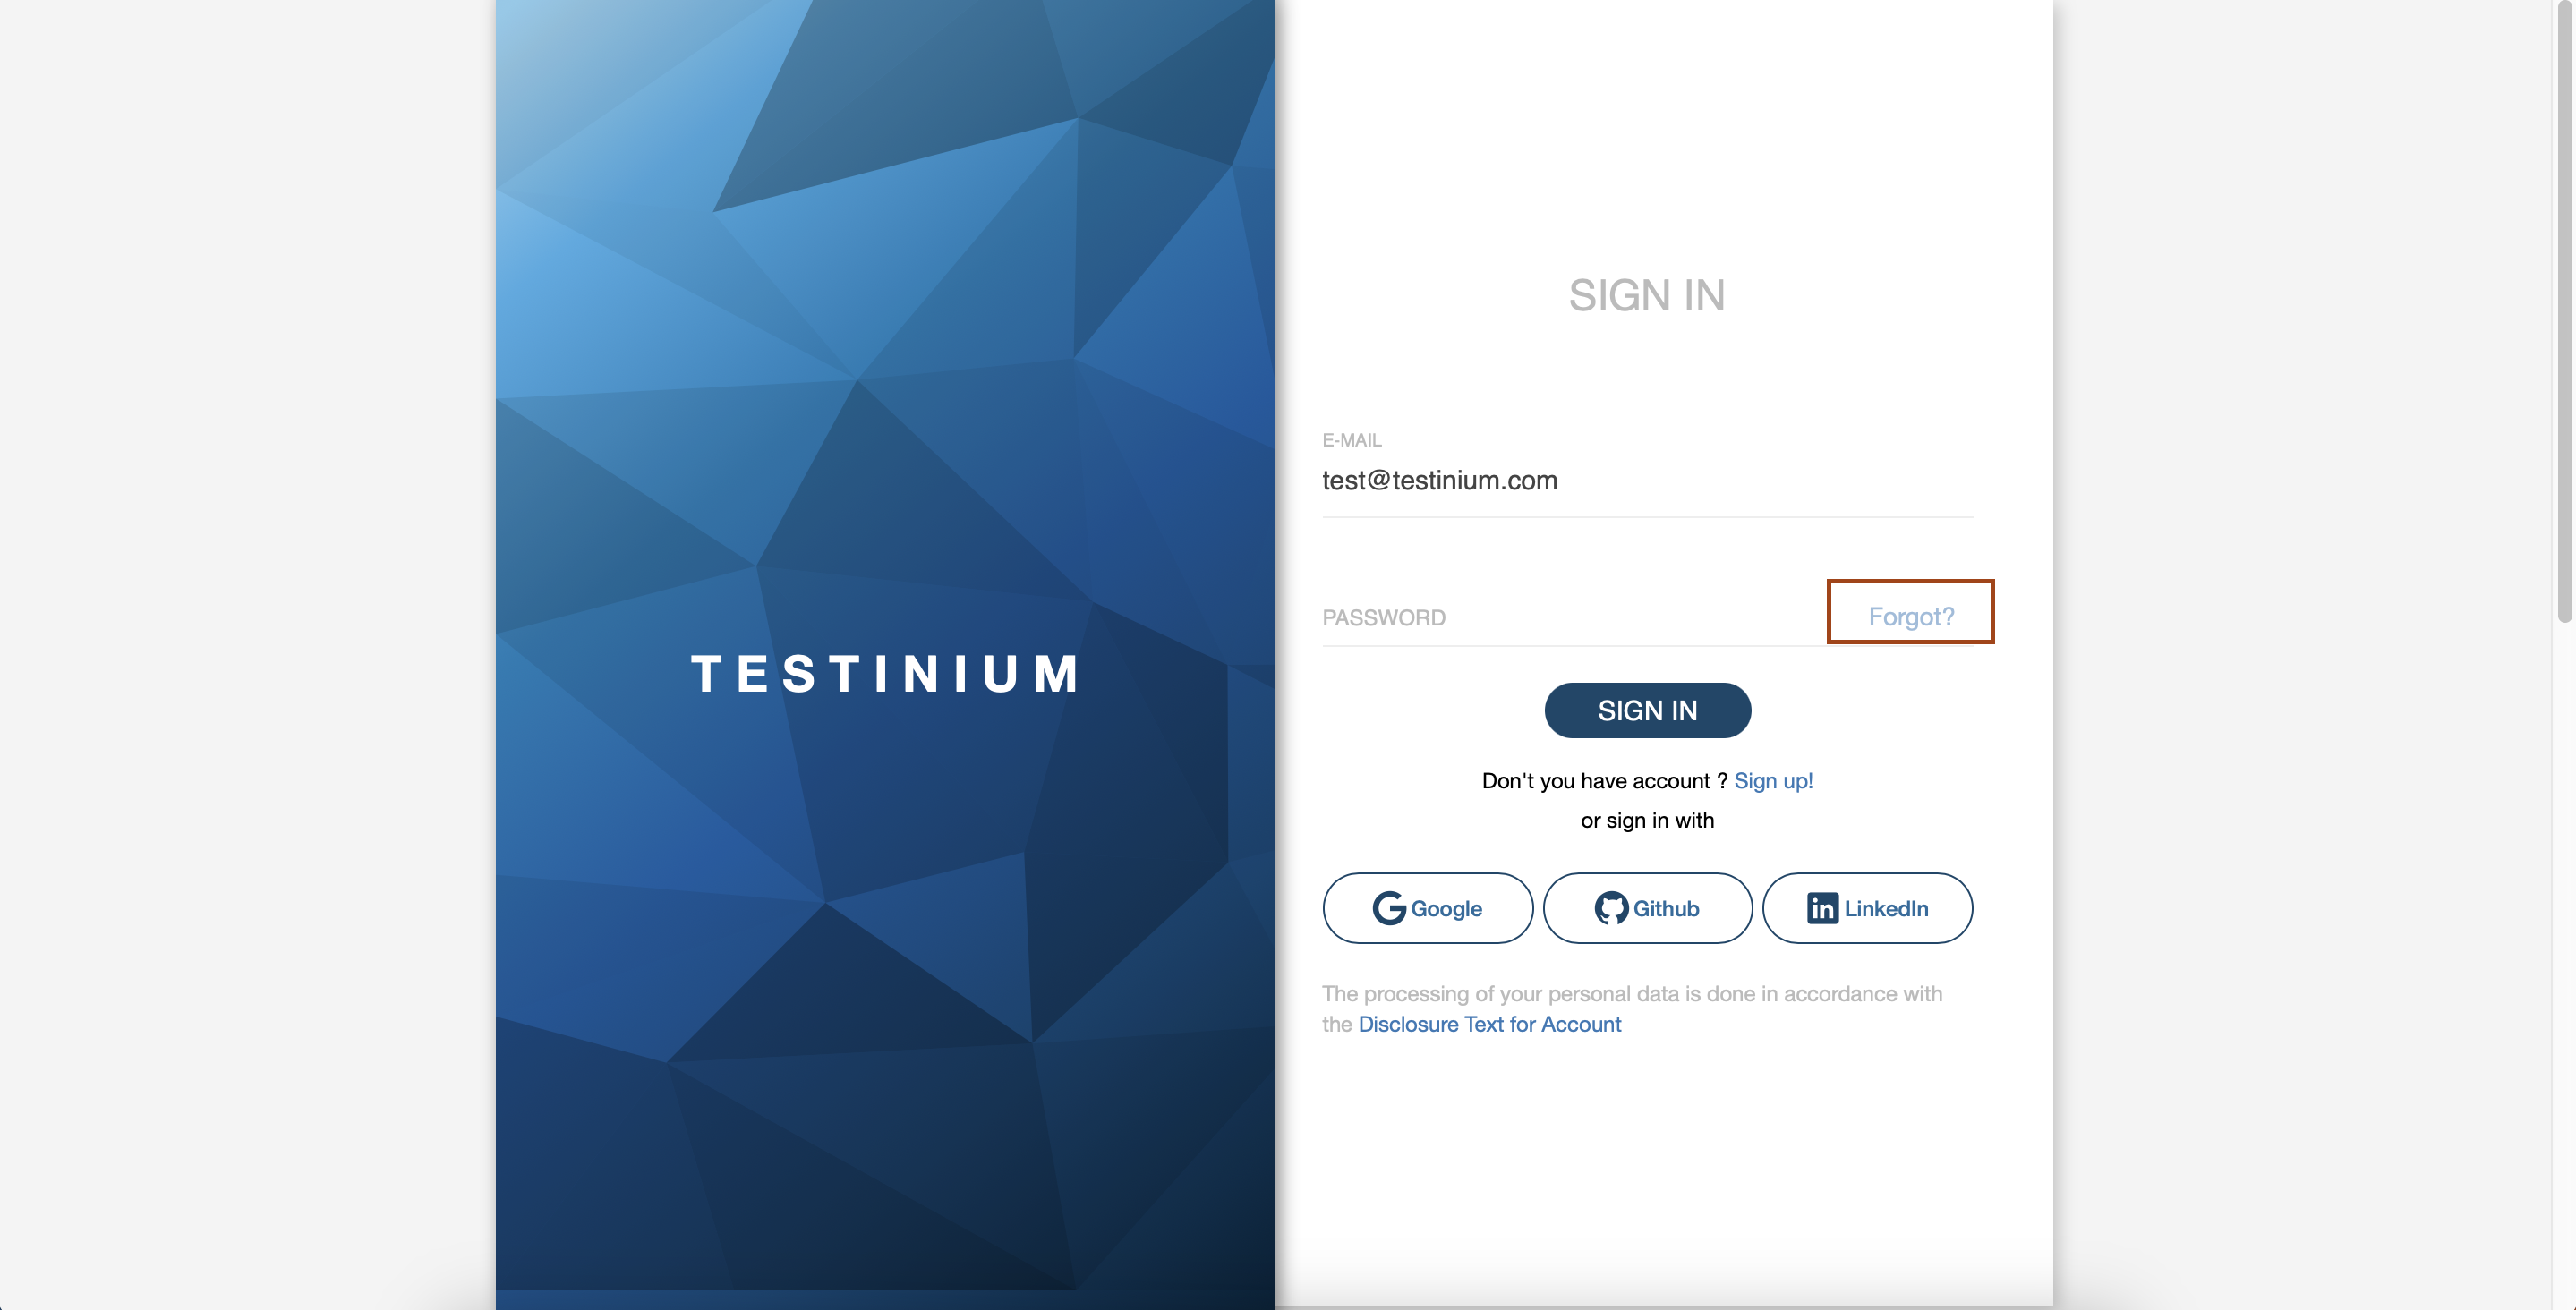 TESTINIUM
SIGN IN
E-MAIL
test@testinium.com
PASSWORD Forgot?
SIGN IN
Don't you have account ? Sign up!
or sign in with
Google Github LinkedIn
The processing of your personal data is done in accordance with
the Disclosure Text for Account